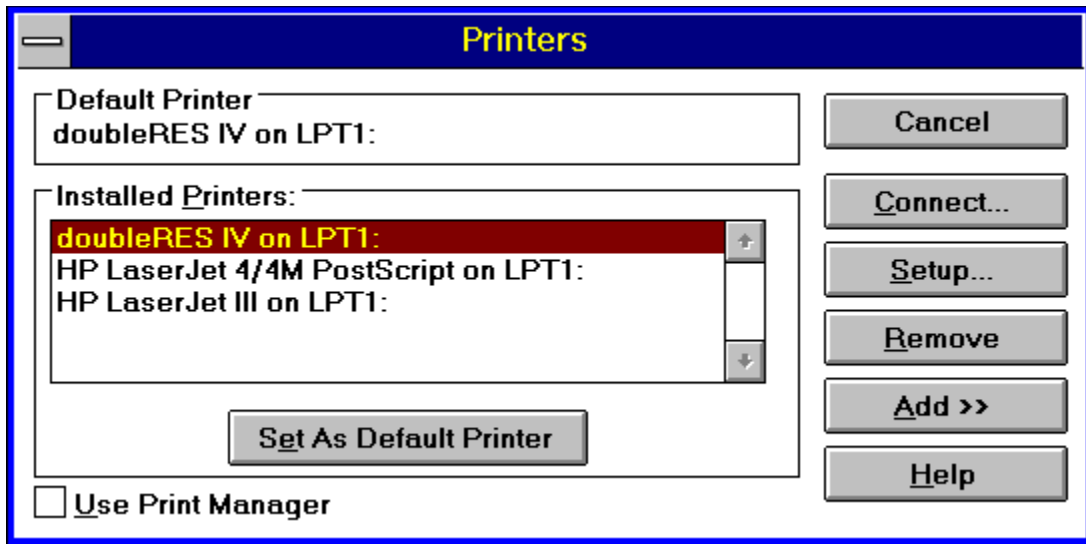 Printers
Default Printer
doubleRES IV on LPT1:
Installed Printers:
doubleRES IV on LPT1:
HP LaserJet 4/4M PostScript on LPT1:
HP LaserJet III on LPT1:
Set As Default Printer
Use Print Manager
Cancel
Connect...
Setup...
Remove
Add >>
Help